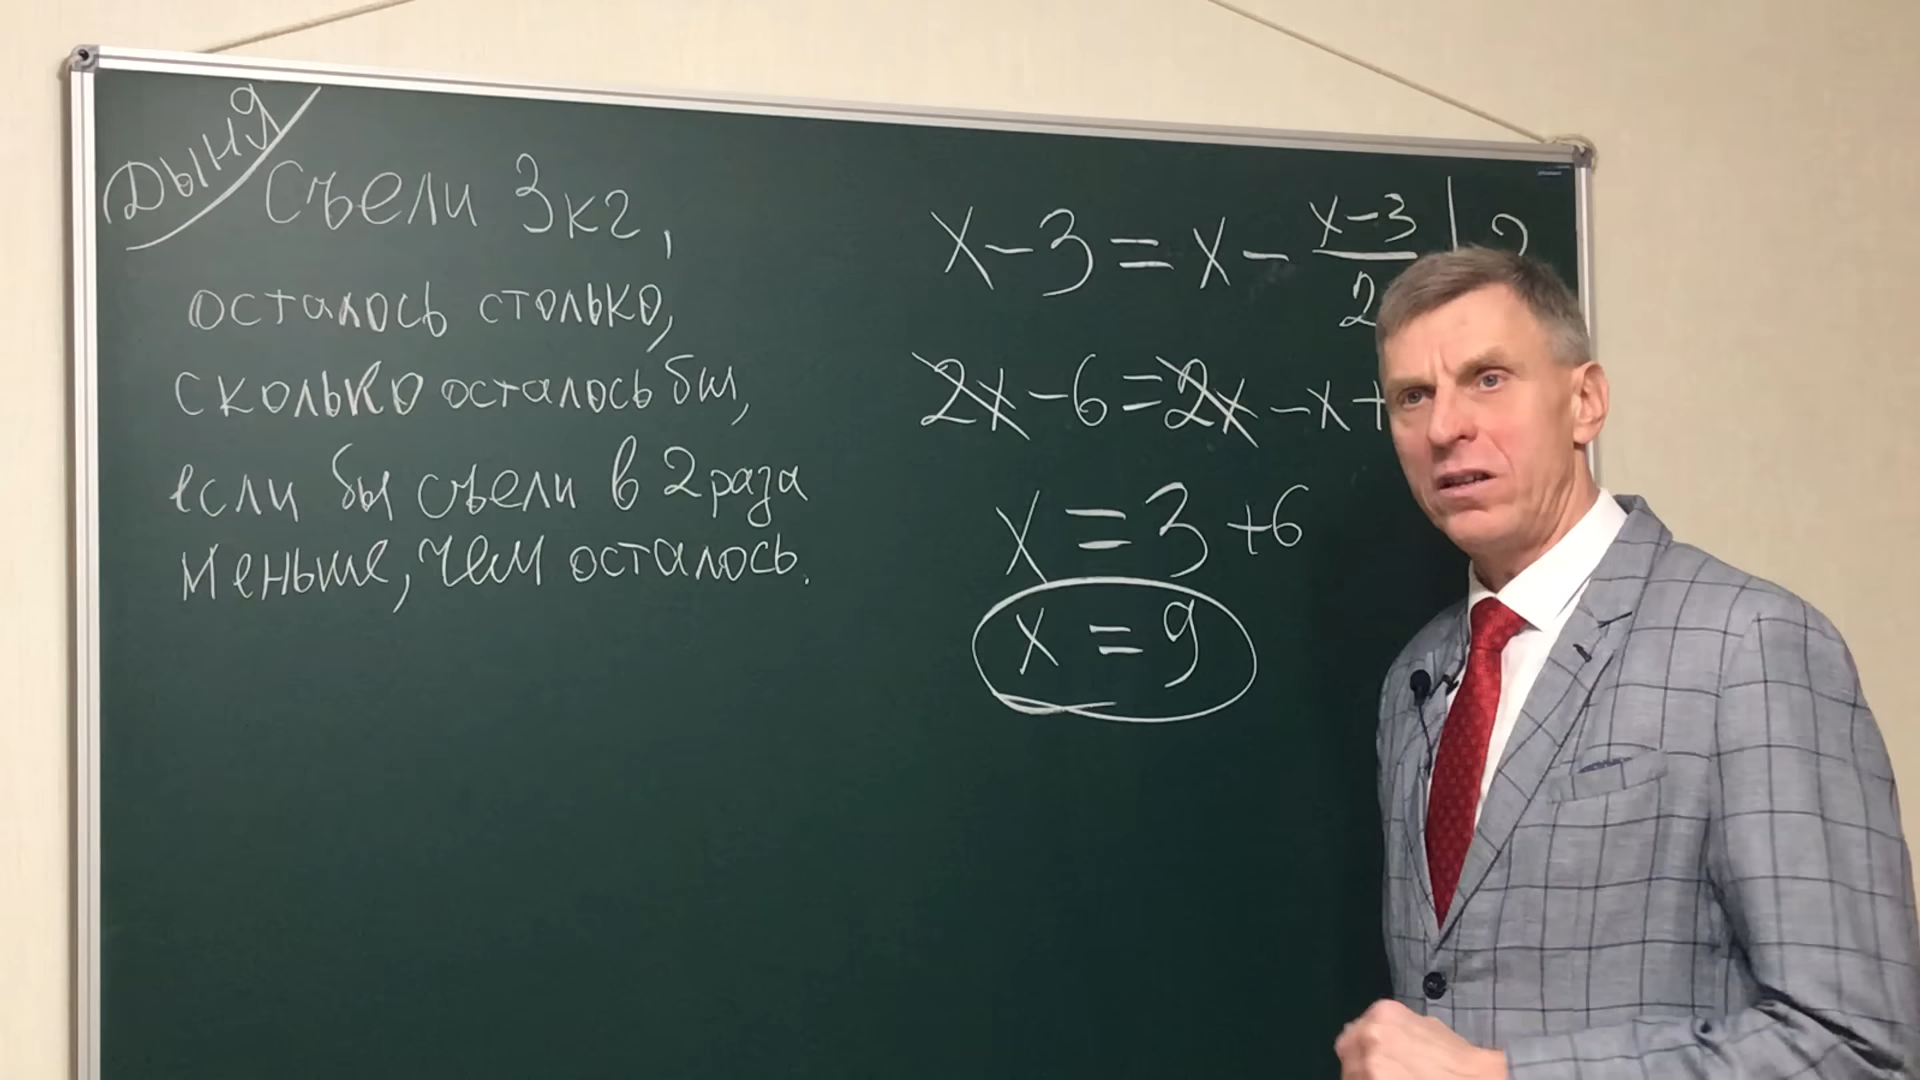 Дыня
Съели 3кг,
осталось столько,
сколько осталось бы,
если бы съели в 2 раза
меньше, чем осталось.
x-3=x-\frac{x-3}{2} | 2
2x-6=2x-x+
x=3+6
x=9